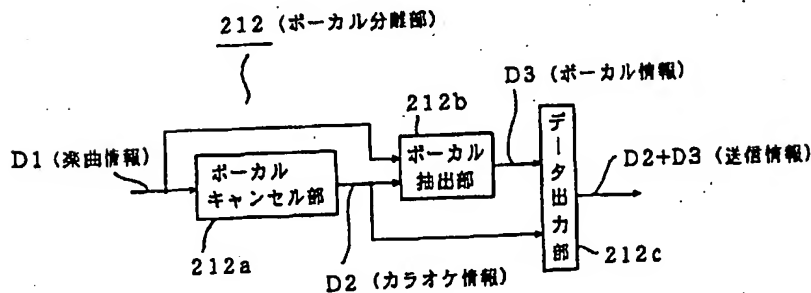 212 (ボーカル分離部)
D3 (ボーカル情報)
212b
D1 (楽曲情報)
ボーカル
キャンセル部
ボーカル
抽出部
データ出力部
D2+D3 (送信情報)
212a
D2 (カラオケ情報)
212c